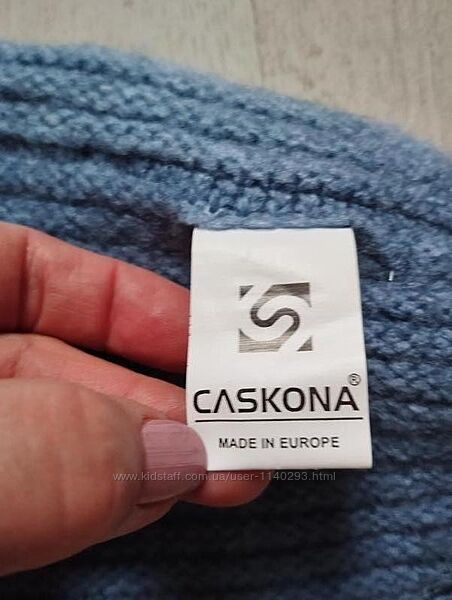 CASKONA®
MADE IN EUROPE
www.kidstaff.com.ua/user-1140293.html